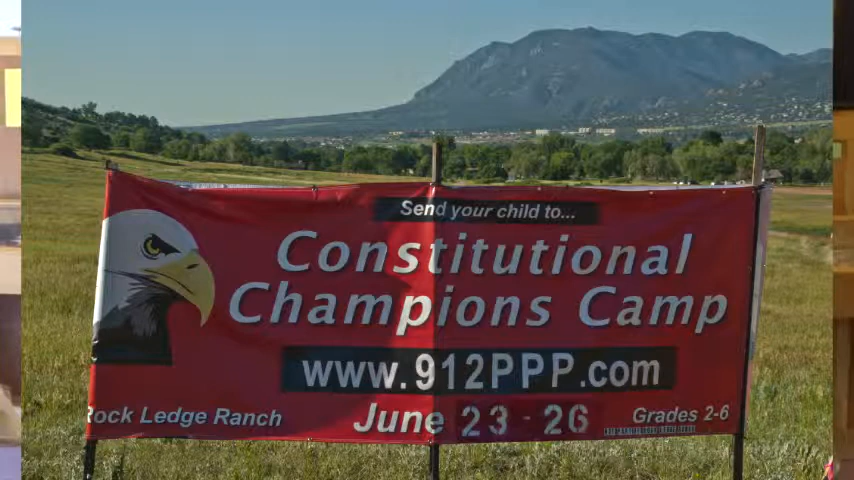 Send your child to...
Constitutional
Champions Camp
www.912PPP.com
Rock Ledge Ranch
June 23 - 26
Grades 2-6